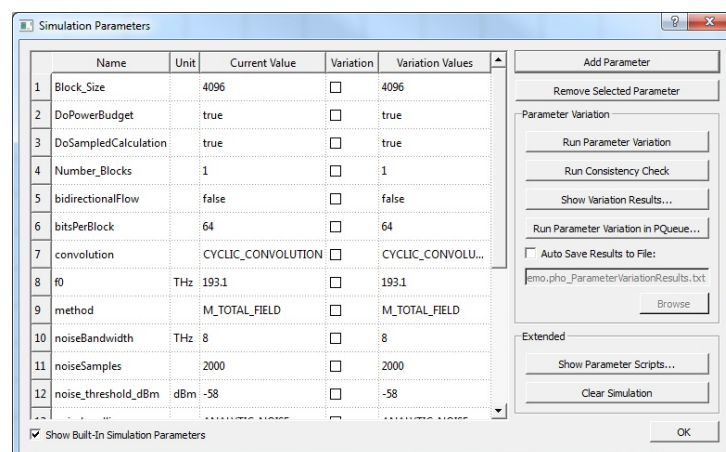 Simulation Parameters
Name Unit Current Value Variation Variation Values
1 Block_Size 4096 4096
2 DoPowerBudget true true
3 DoSampledCalculation true true
4 Number_Blocks 1 1
5 bidirectionalFlow false false
6 bitsPerBlock 64 64
7 convolution CYCLIC_CONVOLUTION CYCLIC_CONVOLU...
8 f0 THz 193.1 193.1
9 method M_TOTAL_FIELD M_TOTAL_FIELD
10 noiseBandwidth THz 8 8
11 noiseSamples 2000 2000
12 noise_threshold_dBm dBm -58 -58
Show Built-In Simulation Parameters
Add Parameter
Remove Selected Parameter
Parameter Variation
Run Parameter Variation
Run Consistency Check
Show Variation Results...
Run Parameter Variation in PQueue...
Auto Save Results to File:
emo.pho_ParameterVariationResults.txt
Browse
Extended
Show Parameter Scripts...
Clear Simulation
OK